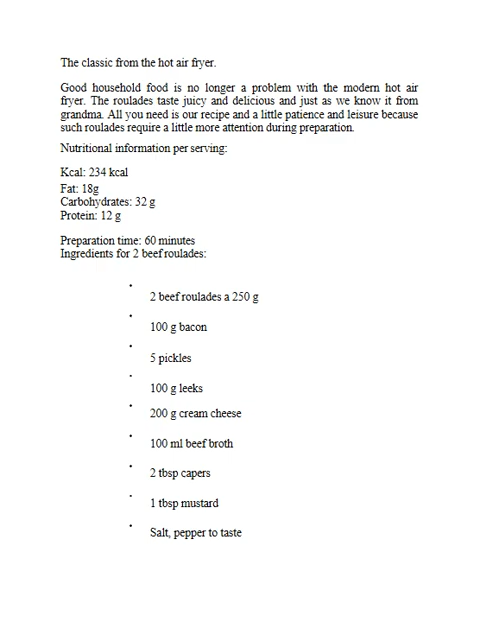 The classic from the hot air fryer.
Good household food is no longer a problem with the modern hot air
fryer. The roulades taste juicy and delicious and just as we know it from
grandma. All you need is our recipe and a little patience and leisure because
such roulades require a little more attention during preparation.
Nutritional information per serving:
Kcal: 234 kcal
Fat: 18g
Carbohydrates: 32 g
Protein: 12 g
Preparation time: 60 minutes
Ingredients for 2 beef roulades:
• 2 beef roulades a 250 g
• 100 g bacon
• 5 pickles
• 100 g leeks
• 200 g cream cheese
• 100 ml beef broth
• 2 tbsp capers
• 1 tbsp mustard
• Salt, pepper to taste